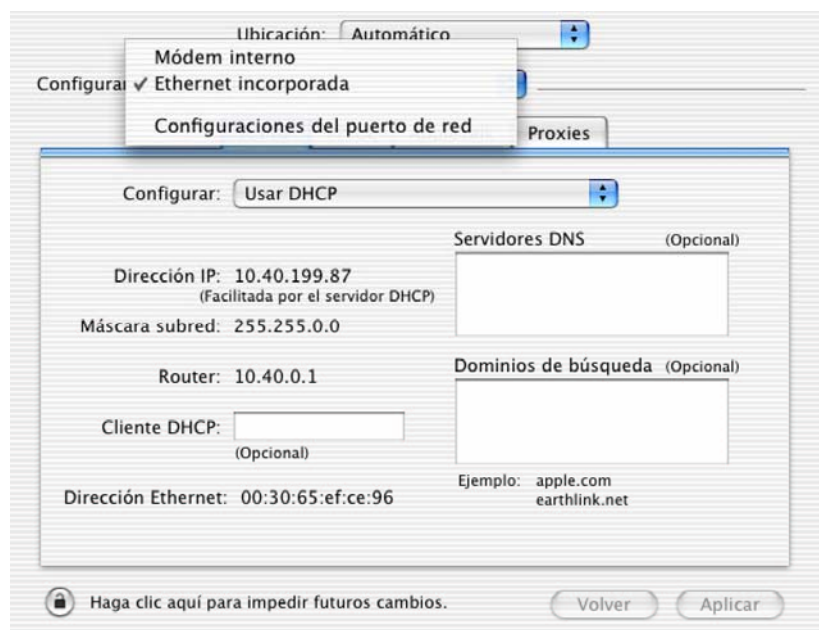 Ubicación: Automático
Módem interno
Configurar ✓ Ethernet incorporada
Configuraciones del puerto de red
Proxies
Configurar: Usar DHCP
Servidores DNS (Opcional)
Dirección IP: 10.40.199.87
(Facilitada por el servidor DHCP)
Máscara subred: 255.255.0.0
Dominios de búsqueda (Opcional)
Router: 10.40.0.1
Cliente DHCP:
(Opcional)
Ejemplo: apple.com
earthlink.net
Dirección Ethernet: 00:30:65:ef:ce:96
Haga clic aquí para impedir futuros cambios.
Volver
Aplicar